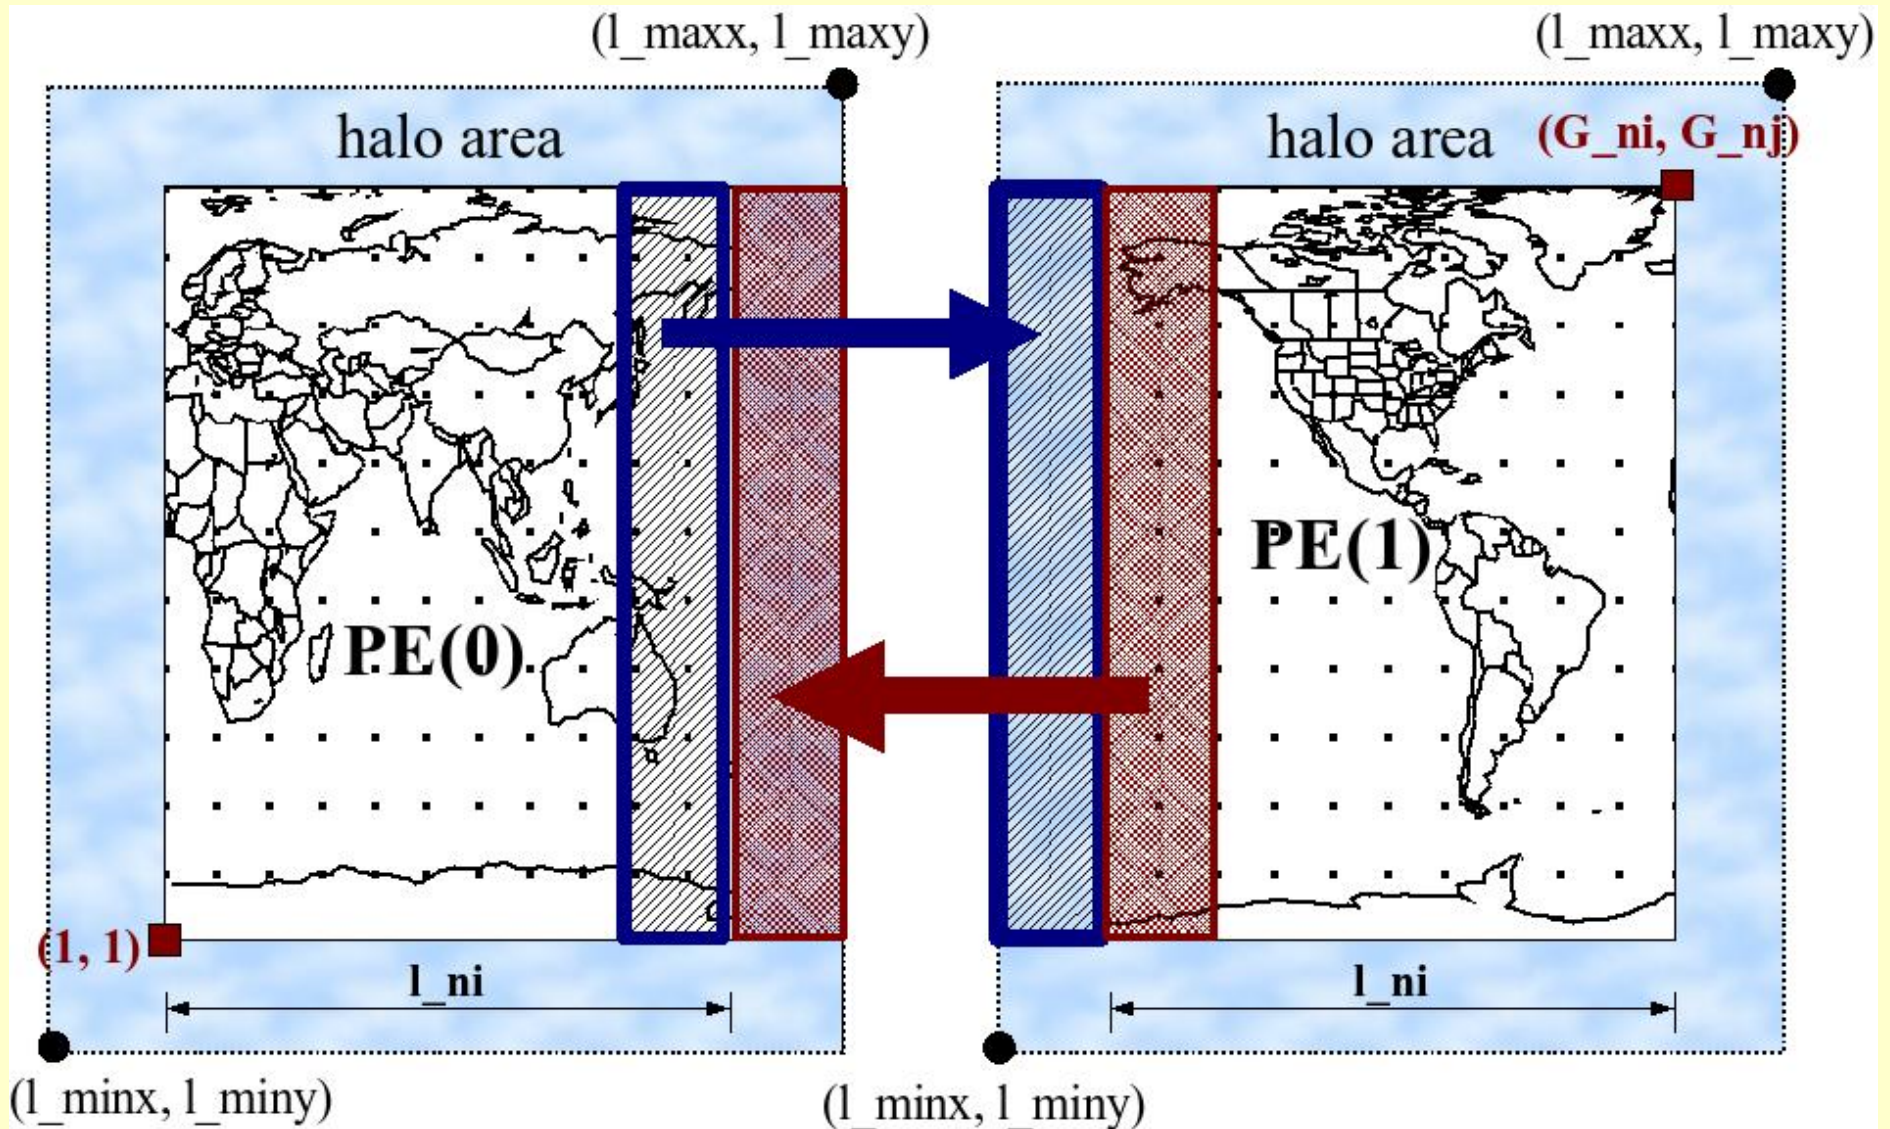 (l_maxx, l_maxy)
(l_maxx, l_maxy)
halo area
halo area
(G_ni, G_nj)
PE(1)
PE(0)
(1, 1)
l_ni
l_ni
(l_minx, l_miny)
(l_minx, l_miny)